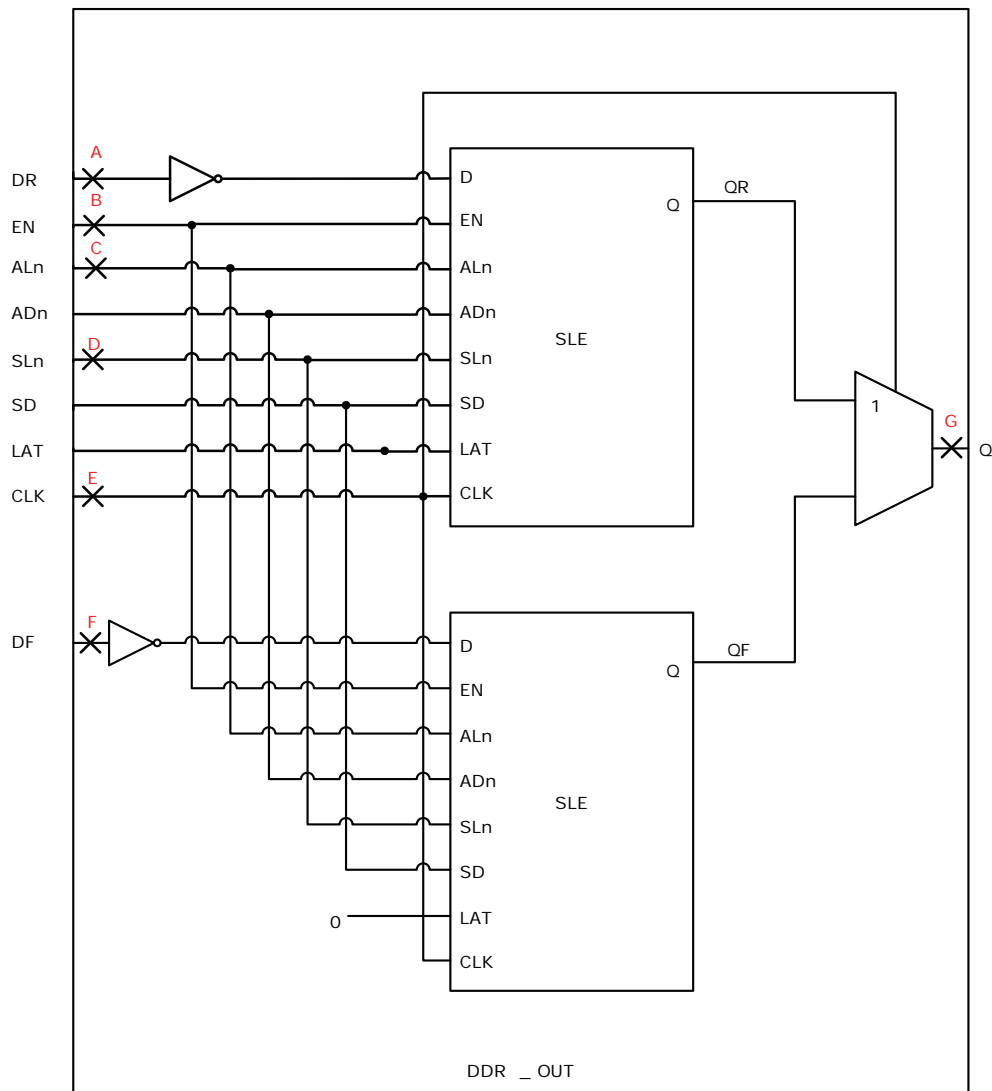 A
DR
D
QR
B
Q
EN
EN
C
ALn
ALn
ADn
ADn
SLE
D
SLn
SLn
SD
SD
1
G
LAT
LAT
Q
E
CLK
CLK
F
DF
D
QF
Q
EN
ALn
ADn
SLE
SLn
SD
0
LAT
CLK
DDR _ OUT